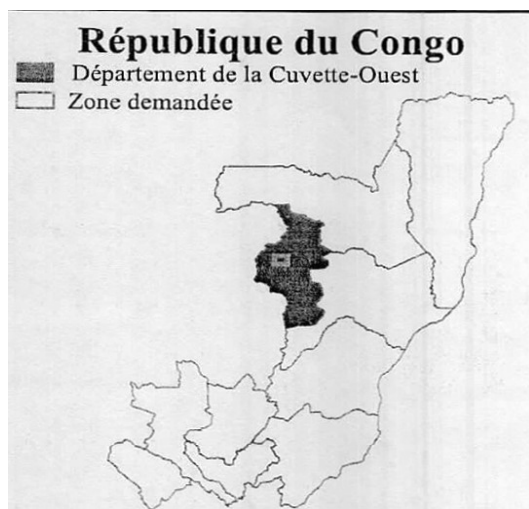 République du Congo
Département de la Cuvette-Ouest
Zone demandée